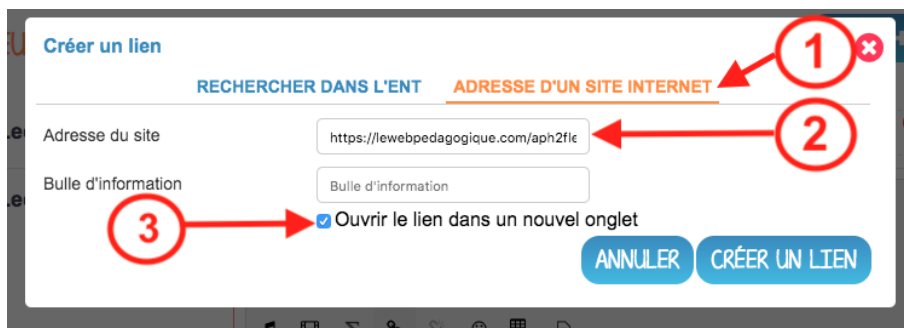 Créer un lien
1
RECHERCHER DANS L'ENT ADRESSE D'UN SITE INTERNET
Adresse du site https://lewebpedagogique.com/aph2fle
2
Bulle d'information Bulle d'information
3
Ouvrir le lien dans un nouvel onglet
ANNULER CRÉER UN LIEN